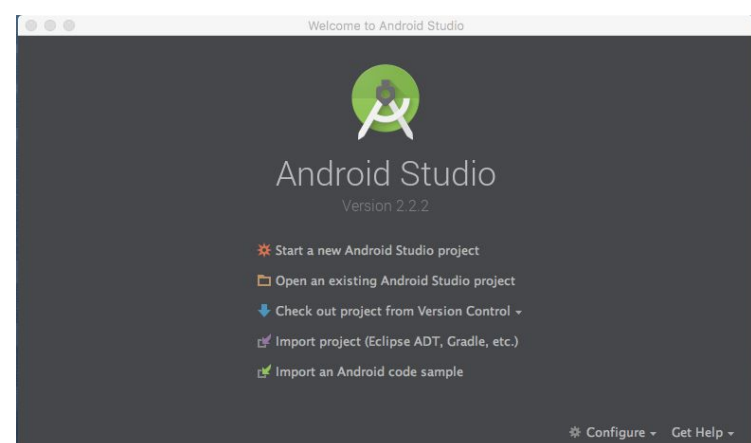 Welcome to Android Studio
Android Studio
Version 2.2.2
Start a new Android Studio project
Open an existing Android Studio project
Check out project from Version Control
Import project (Eclipse ADT, Gradle, etc.)
Import an Android code sample
Configure Get Help